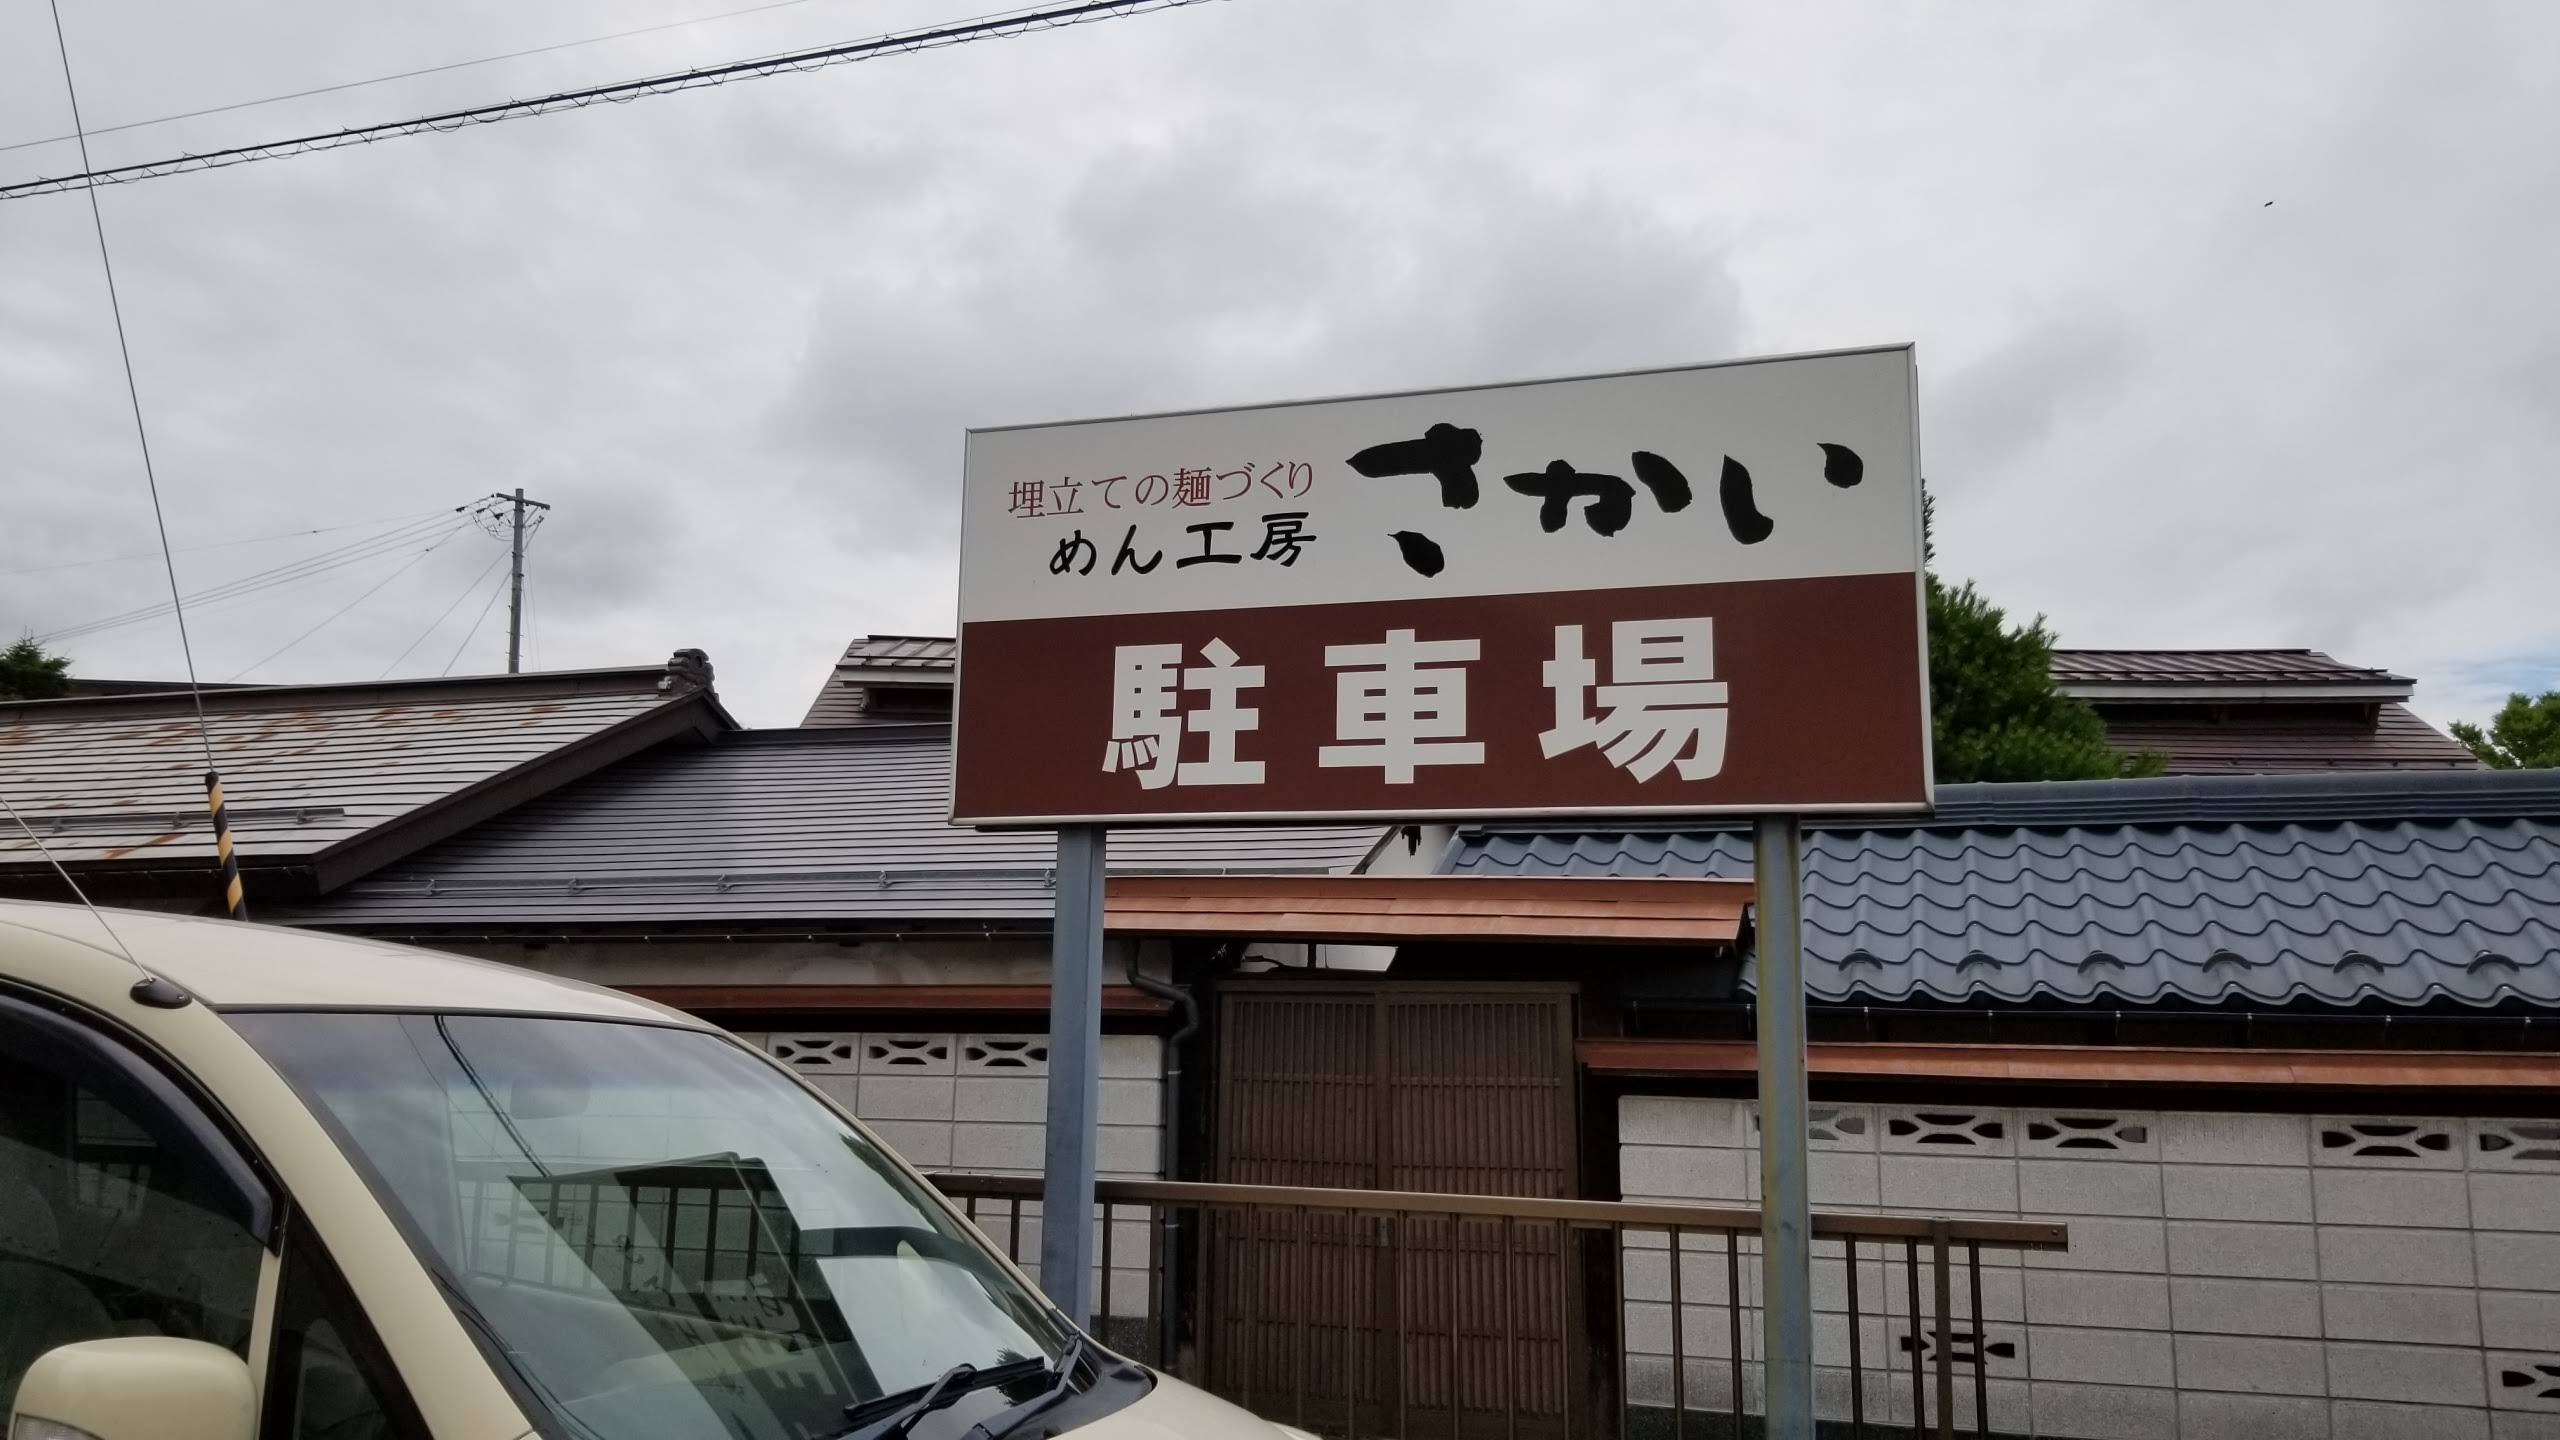 埋立ての麺づくり
めん工房
さかい
駐車場